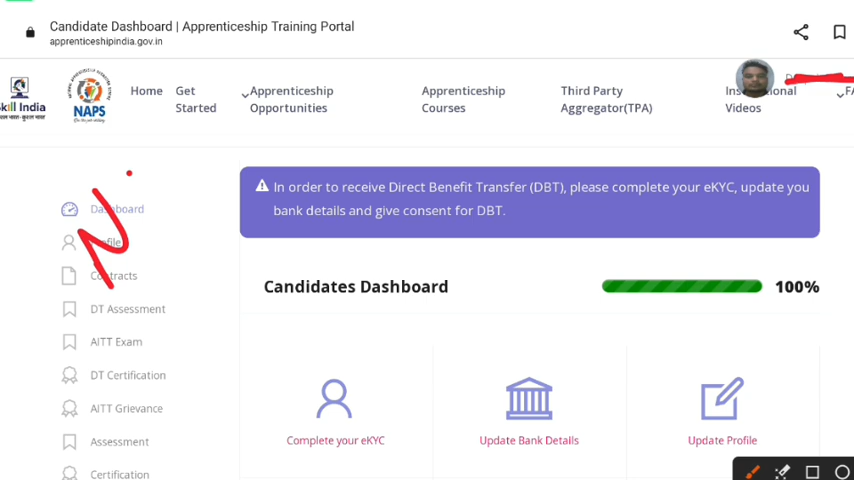 Candidate Dashboard | Apprenticeship Training Portal
apprenticeshipindia.gov.in
Skill India
NAPS
Home
Get Started
Apprenticeship Opportunities
Apprenticeship Courses
Third Party Aggregator(TPA)
Videos
Dashboard
Profile
Contracts
DT Assessment
AITT Exam
DT Certification
AITT Grievance
Assessment
Certification
In order to receive Direct Benefit Transfer (DBT), please complete your eKYC, update you
bank details and give consent for DBT.
Candidates Dashboard
100%
Complete your eKYC
Update Bank Details
Update Profile